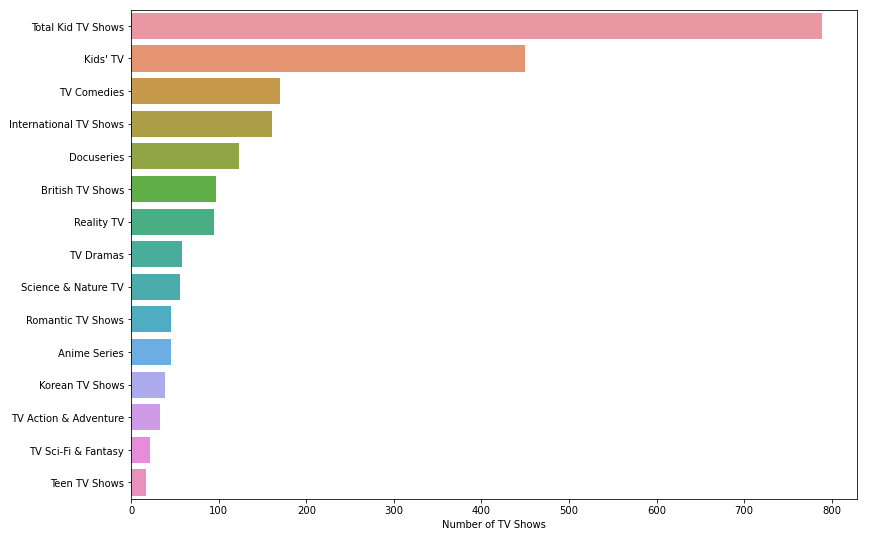 Total Kid TV Shows
Kids' TV
TV Comedies
International TV Shows
Docuseries
British TV Shows
Reality TV
TV Dramas
Science & Nature TV
Romantic TV Shows
Anime Series
Korean TV Shows
TV Action & Adventure
TV Sci-Fi & Fantasy
Teen TV Shows
0 100 200 300 400 500 600 700 800
Number of TV Shows